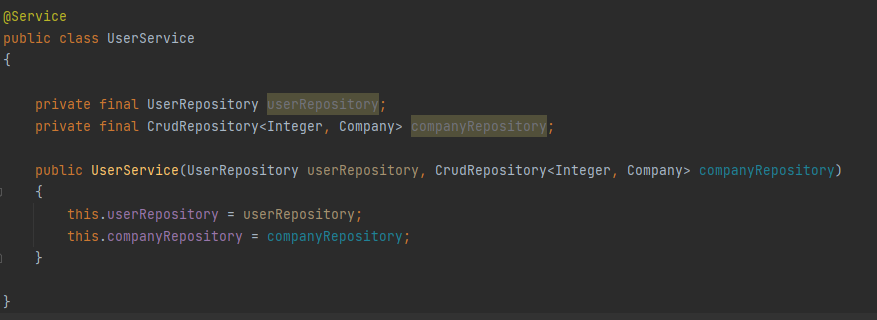 @Service
public class UserService
{
private final UserRepository userRepository;
private final CrudRepository<Integer, Company> companyRepository;
public UserService(UserRepository userRepository, CrudRepository<Integer, Company> companyRepository)
{
this.userRepository = userRepository;
this.companyRepository = companyRepository;
}
}